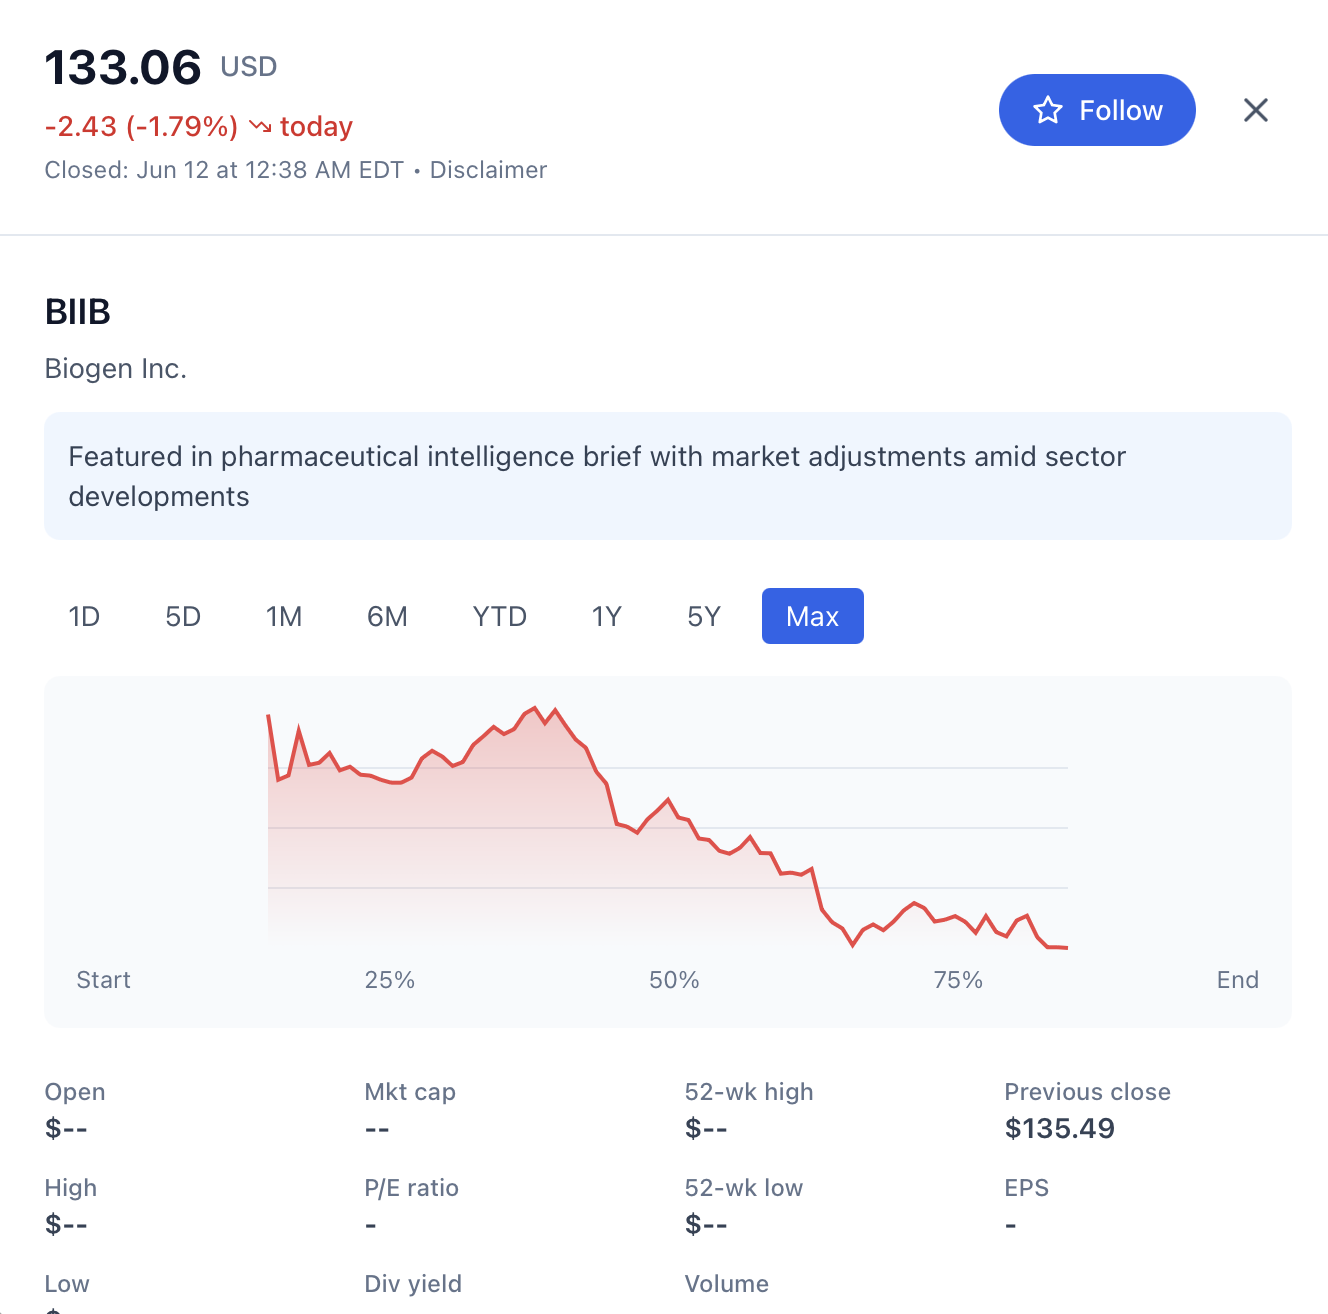 133.06 USD
-2.43 (-1.79%) today
Closed: Jun 12 at 12:38 AM EDT • Disclaimer
Follow
BIIB
Biogen Inc.
Featured in pharmaceutical intelligence brief with market adjustments amid sector
developments
1D 5D 1M 6M YTD 1Y 5Y Max
Start 25% 50% 75% End
Open Mkt cap 52-wk high Previous close
$-- -- $-- $135.49
High P/E ratio 52-wk low EPS
$-- - $-- -
Low Div yield Volume